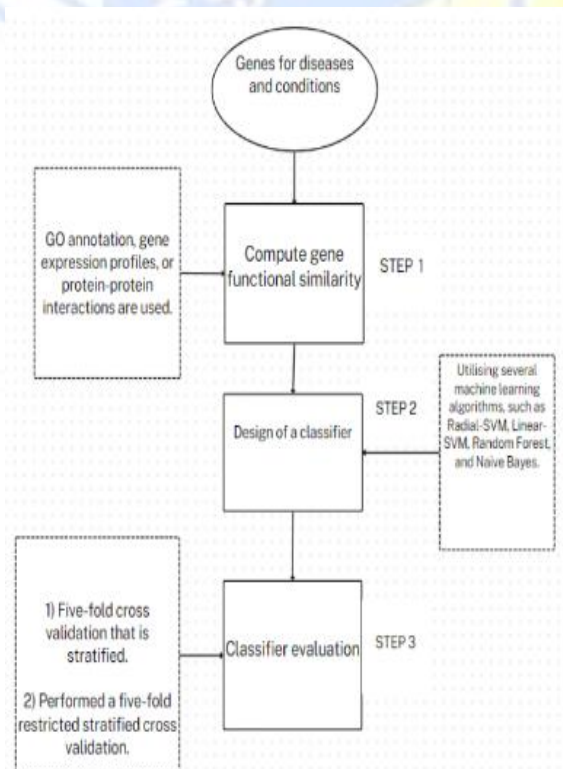 Genes for diseases
and conditions
GO annotation, gene
expression profiles, or
protein-protein
interactions are used.
Compute gene
functional similarity
STEP 1
Utilising several
machine learning
algorithms, such as
Radial-SVM, Linear-
SVM, Random Forest,
and Naive Bayes.
STEP 2
Design of a classifier
1) Five-fold cross
validation that is
stratified.
2) Performed a five-fold
restricted stratified cross
validation.
Classifier evaluation
STEP 3